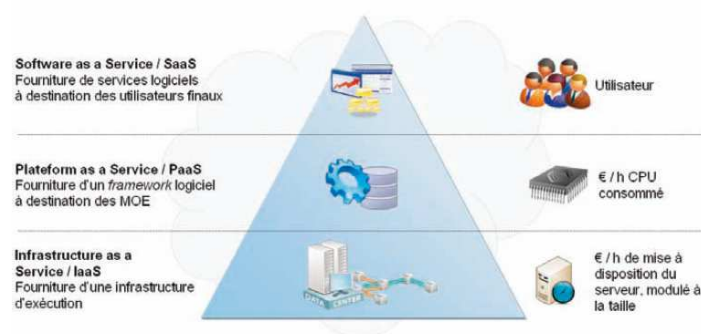 Software as a Service / SaaS
Fourniture de services logiciels
à destination des utilisateurs finaux
Utilisateur
Plateform as a Service / PaaS
Fourniture d'un framework logiciel
à destination des MOE
€ / h CPU
consommé
Infrastructure as a
Service / IaaS
Fourniture d'une infrastructure
d'exécution
DATA CENTER
€ / h de mise à
disposition du
serveur, modulé à
la taille